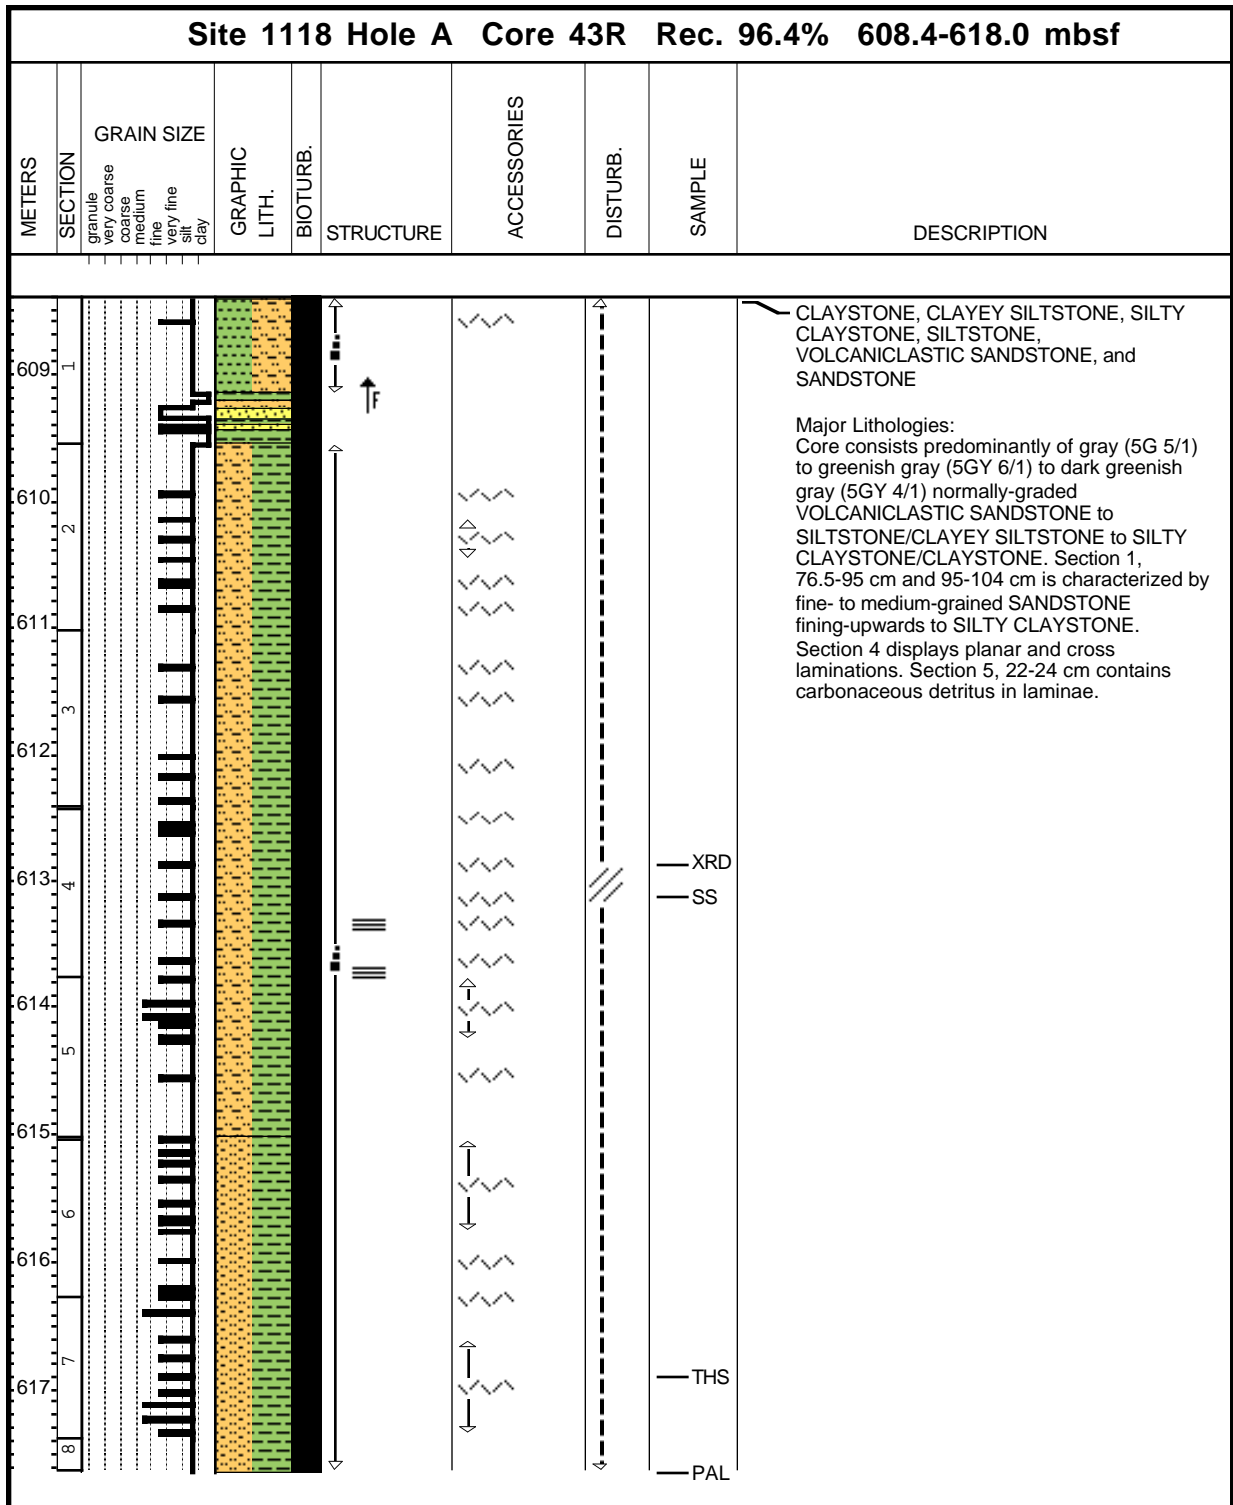 Site 1118 Hole A Core 43R Rec. 96.4% 608.4-618.0 mbsf
METERS
SECTION
GRAIN SIZE
granule
very coarse
coarse
medium
fine
very fine
silt
clay
GRAPHIC
LITH.
BIOTURB.
STRUCTURE
ACCESSORIES
DISTURB.
SAMPLE
DESCRIPTION
609
610
611
612
613
614
615
616
617
1
2
3
4
5
6
7
8
F
XRD
SS
THS
PAL
CLAYSTONE, CLAYEY SILTSTONE, SILTY
CLAYSTONE, SILTSTONE,
VOLCANICLASTIC SANDSTONE, and
SANDSTONE
Major Lithologies:
Core consists predominantly of gray (5G 5/1)
to greenish gray (5GY 6/1) to dark greenish
gray (5GY 4/1) normally-graded
VOLCANICLASTIC SANDSTONE to
SILTSTONE/CLAYEY SILTSTONE to SILTY
CLAYSTONE/CLAYSTONE. Section 1,
76.5-95 cm and 95-104 cm is characterized by
fine- to medium-grained SANDSTONE
fining-upwards to SILTY CLAYSTONE.
Section 4 displays planar and cross
laminations. Section 5, 22-24 cm contains
carbonaceous detritus in laminae.